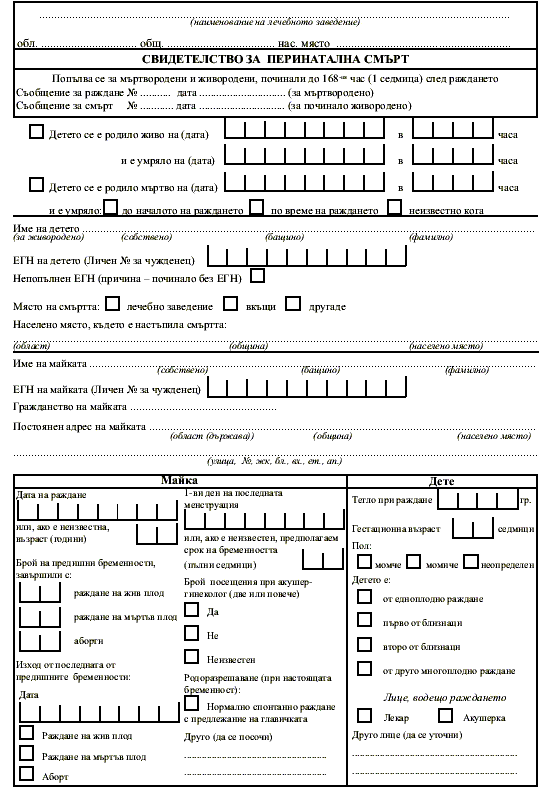 (наименование на лечебното заведение)
обл. .................... общ. ............................ нас. място ..........................................................
СВИДЕТЕЛСТВО ЗА ПЕРИНАТАЛНА СМЪРТ
Попълва се за мъртвородени и живородени, починали до 168-ия час (1 седмица) след раждането
Съобщение за раждане № ........... дата ............................. (за мъртвородено)
Съобщение за смърт № ........... дата ............................. (за починало живородено)
Детето се е родило живо на (дата) в часа
и е умряло на (дата) в часа
Детето се е родило мъртво на (дата) в часа
и е умряло: до началото на раждането по време на раждането неизвестно кога
Име на детето
(за живородено) (собствено) (бащино) (фамилно)
ЕГН на детето (Личен № за чужденец)
Непопълнен ЕГН (причина – починало без ЕГН)
Място на смъртта: лечебно заведение вкъщи другаде
Населено място, където е настъпила смъртта:
(област) (община) (населено място)
Име на майката
(собствено) (бащино) (фамилно)
ЕГН на майката (Личен № за чужденец)
Гражданство на майката
Постоянен адрес на майката
(област (държава)) (община) (населено място)
(улица, №, жк, бл., вх., ет., ап.)
Майка
Дата на раждане
или, ако е неизвестна,
възраст (години)
Брой на предишни бременности,
завършили с:
раждане на жив плод
раждане на мъртъв плод
аборти
Изход от последната от
предишните бременности:
Дата
Раждане на жив плод
Раждане на мъртъв плод
Аборт
1-ви ден на последната
менструация
или, ако е неизвестен, предполагаем
срок на бременността
(пълни седмици)
Брой посещения при акушер-
гинеколог (две или повече)
Да
Не
Неизвестен
Родоразрешаване (при настоящата
бременност):
Нормално спонтанно раждане
с предлежание на главичката
Друго (да се посочи)
Дете
Тегло при раждане гр.
Гестационна възраст седмици
Пол:
момче момиче неопределен
Детето е:
от едноплодно раждане
първо от близнаци
второ от близнаци
от друго многоплодно раждане
Лице, водещо раждането
Лекар Акушерка
Друго лице (да се уточни)